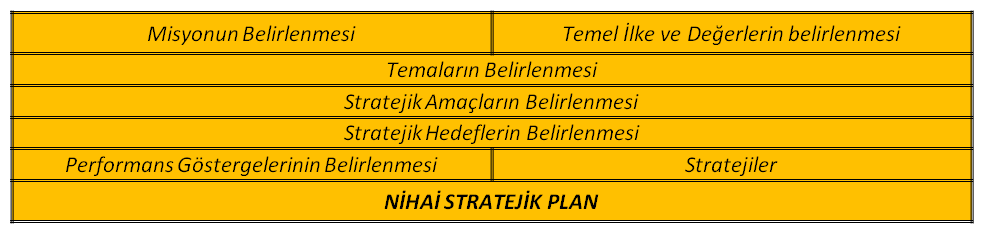 Misyonun Belirlenmesi
Temel İlke ve Değerlerin belirlenmesi
Temaların Belirlenmesi
Stratejik Amaçların Belirlenmesi
Stratejik Hedeflerin Belirlenmesi
Performans Göstergelerinin Belirlenmesi
Stratejiler
NİHAİ STRATEJİK PLAN